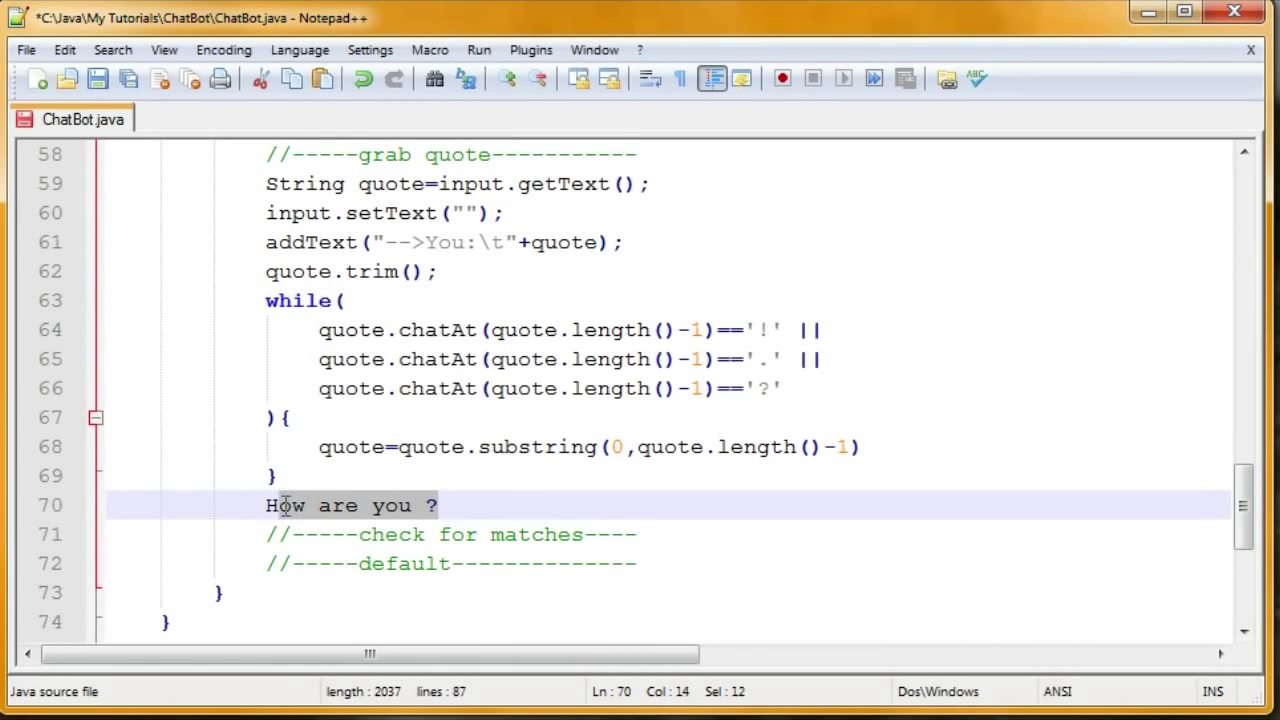 *C:\Java\My Tutorials\ChatBot\ChatBot.java - Notepad++
File Edit Search View Encoding Language Settings Macro Run Plugins Window ? X
ABC
ChatBot.java
58 //-----grab quote-----------
59 String quote=input.getText();
60 input.setText("");
61 addText("-->You:\t"+quote);
62 quote.trim();
63 while(
64 quote.chatAt(quote.length()-1)=='!' ||
65 quote.chatAt(quote.length()-1)=='.' ||
66 quote.chatAt(quote.length()-1)=='?'
67 ){
68 quote=quote.substring(0,quote.length()-1)
69 }
70 How are you ?
71 //-----check for matches----
72 //-----default--------------
73 }
74 }
Java source file length : 2037 lines : 87 Ln : 70 Col : 14 Sel : 12 Dos\Windows ANSI INS